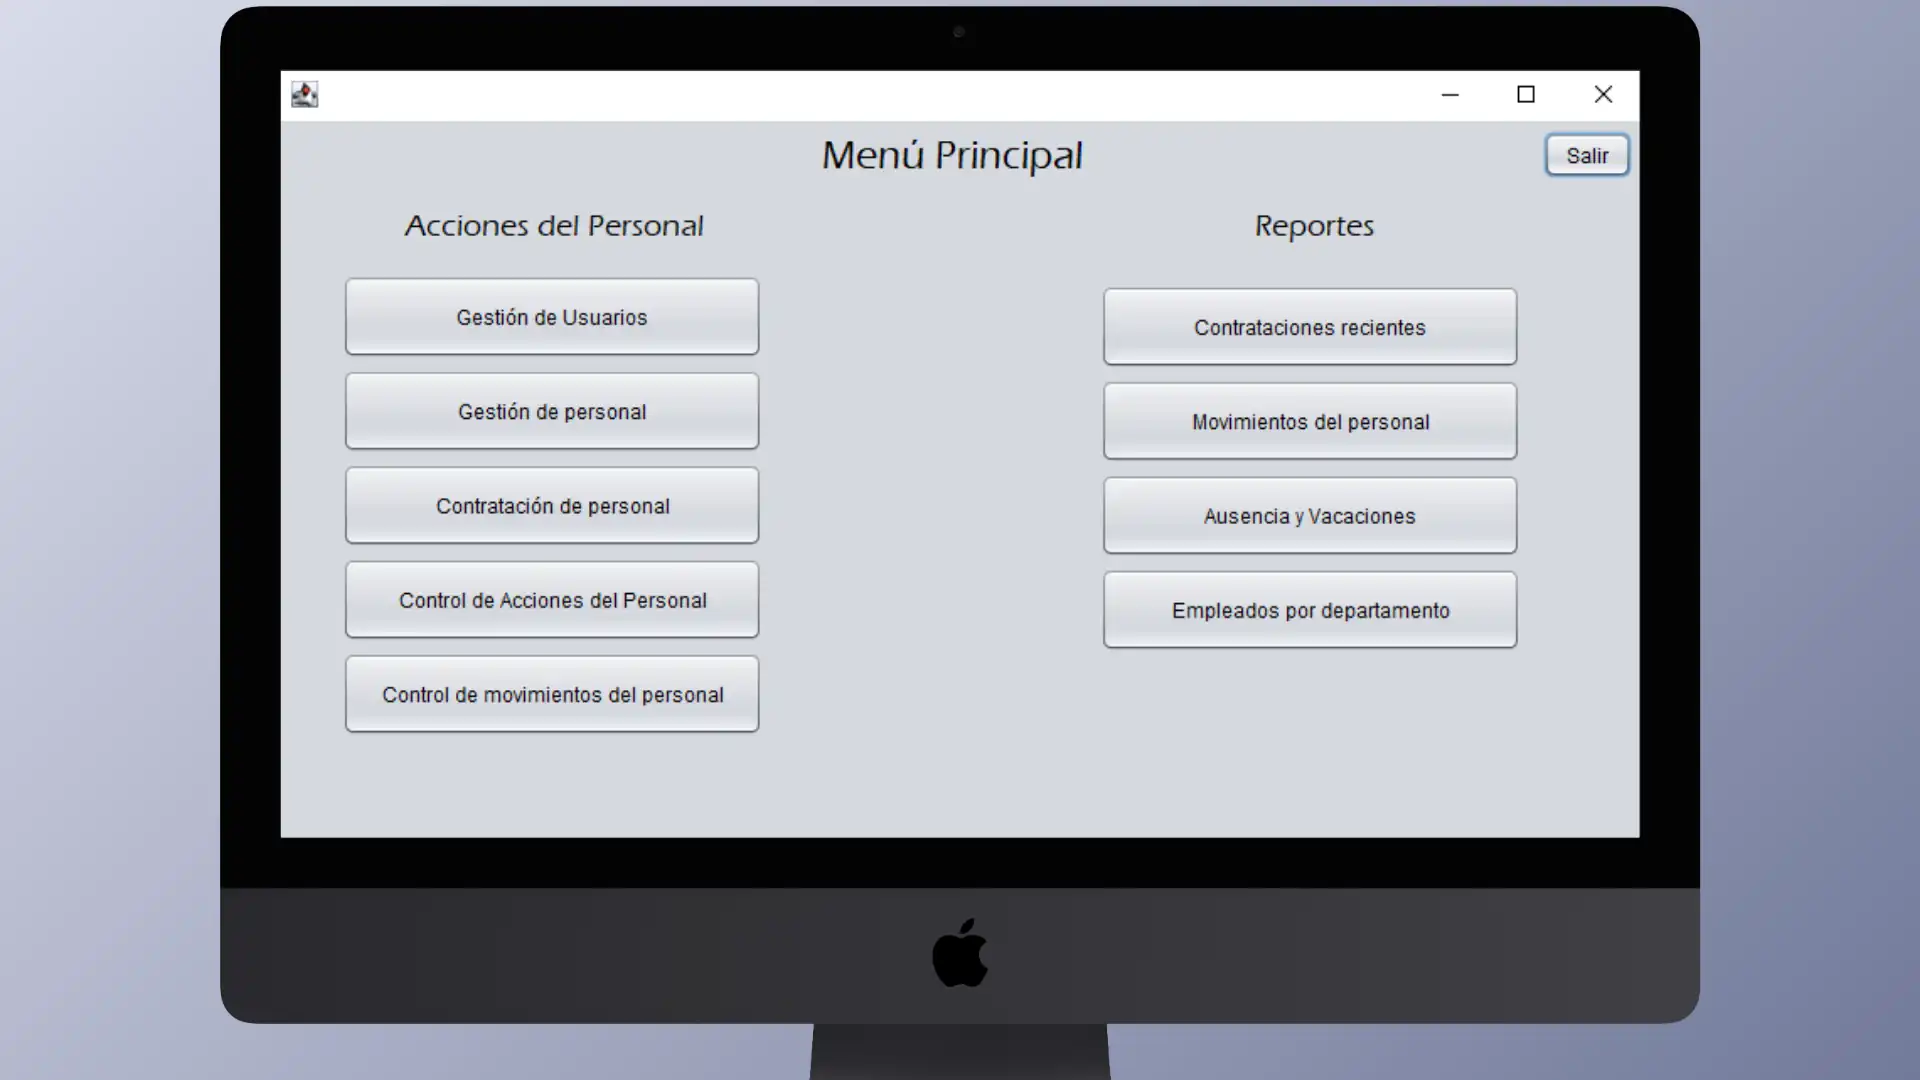 Menú Principal
Salir
Acciones del Personal
Gestión de Usuarios
Gestión de personal
Contratación de personal
Control de Acciones del Personal
Control de movimientos del personal
Reportes
Contrataciones recientes
Movimientos del personal
Ausencia y Vacaciones
Empleados por departamento